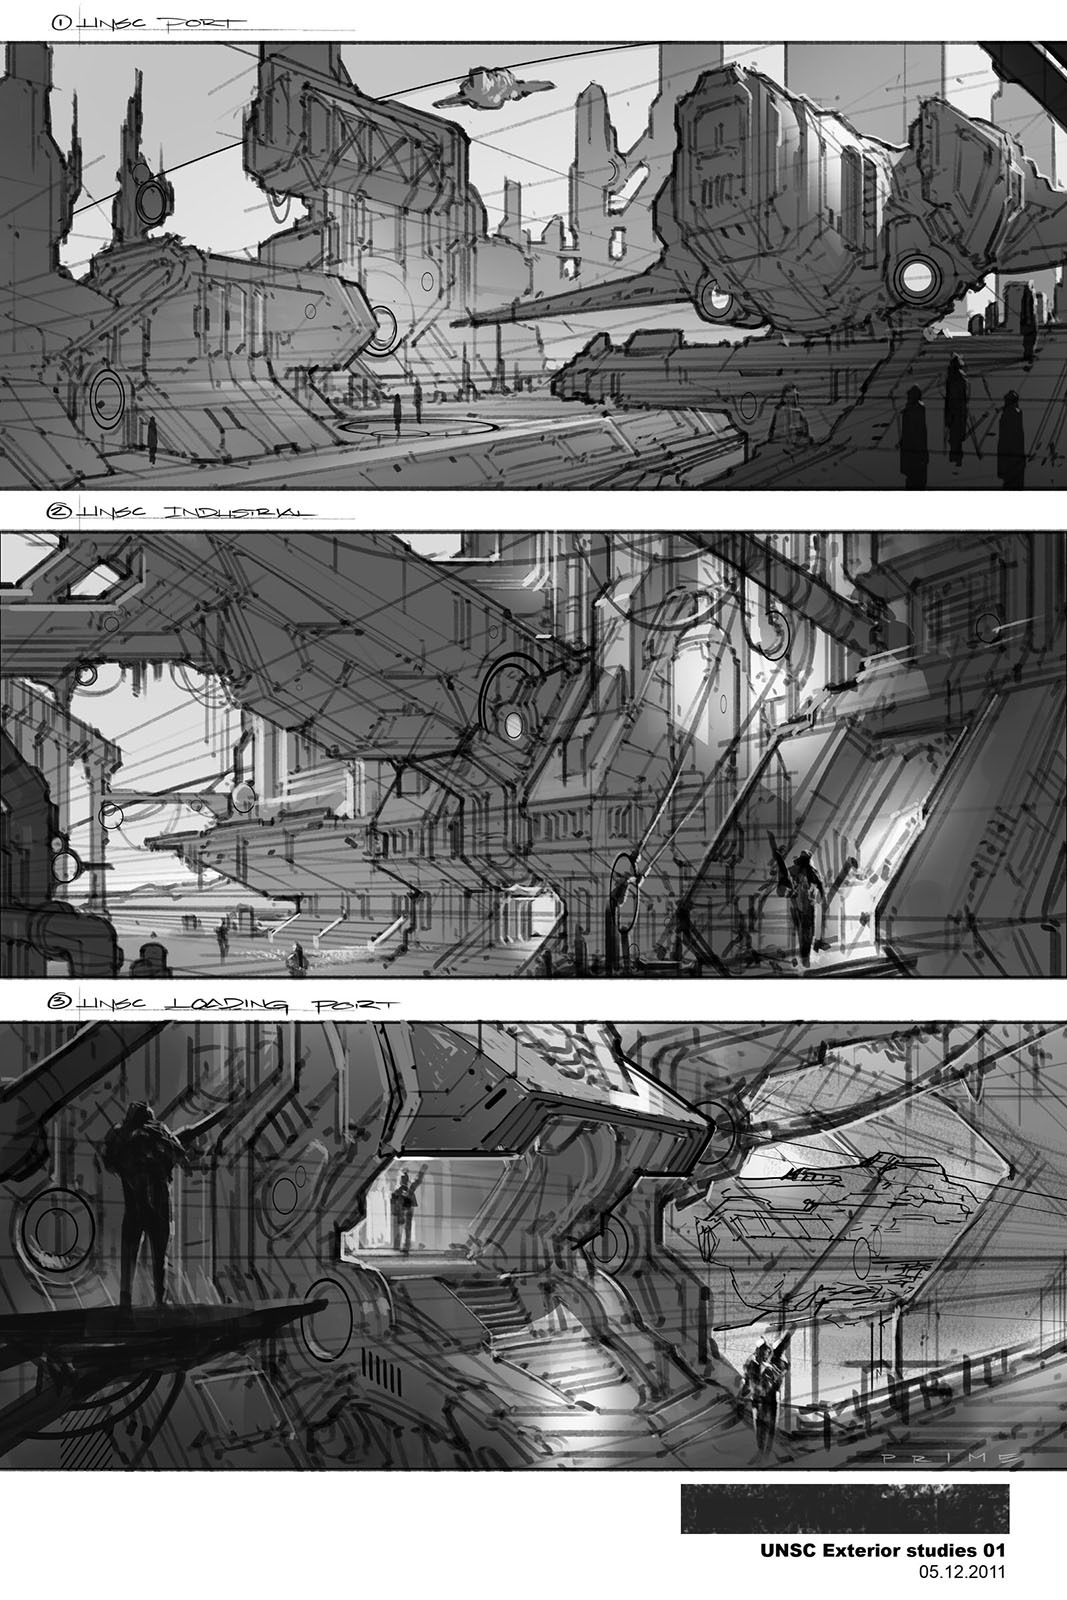 ① UNSC PORT
② UNSC INDUSTRIAL
③ UNSC LOADING PORT
PRIME
UNSC Exterior studies 01
05.12.2011